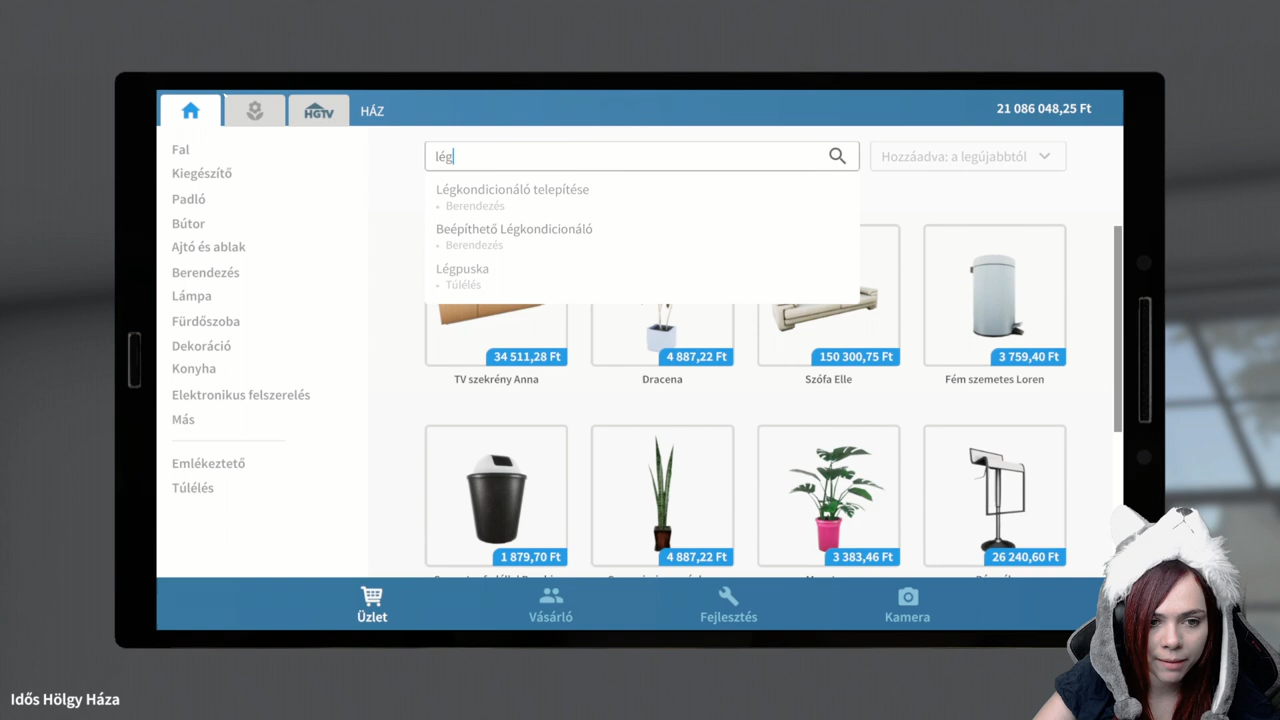 HGTV
HÁZ
21 086 048,25 Ft
Fal
Kiegészítő
Padló
Bútor
Ajtó és ablak
Berendezés
Lámpa
Fürdőszoba
Dekoráció
Konyha
Elektronikus felszerelés
Más
Emlékeztető
Túlélés
lég
Hozzáadva: a legújabbtól
Légkondicionáló telepítése
• Berendezés
Beépíthető Légkondicionáló
• Berendezés
Légpuska
• Túlélés
34 511,28 Ft
4 887,22 Ft
150 300,75 Ft
3 759,40 Ft
TV szekrény Anna
Dracena
Szófa Elle
Fém szemetes Loren
1 879,70 Ft
4 887,22 Ft
3 383,46 Ft
26 240,60 Ft
Üzlet
Vásárló
Fejlesztés
Kamera
Idős Hölgy Háza